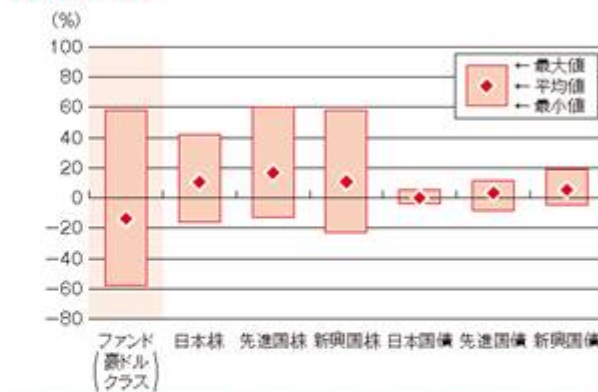 (%)
100
80
60
40
20
0
−20
−40
−60
−80
←最大値
←平均値
←最小値
ファンド
(豪ドル
クラス)
日本株
先進国株
新興国株
日本国債
先進国債
新興国債